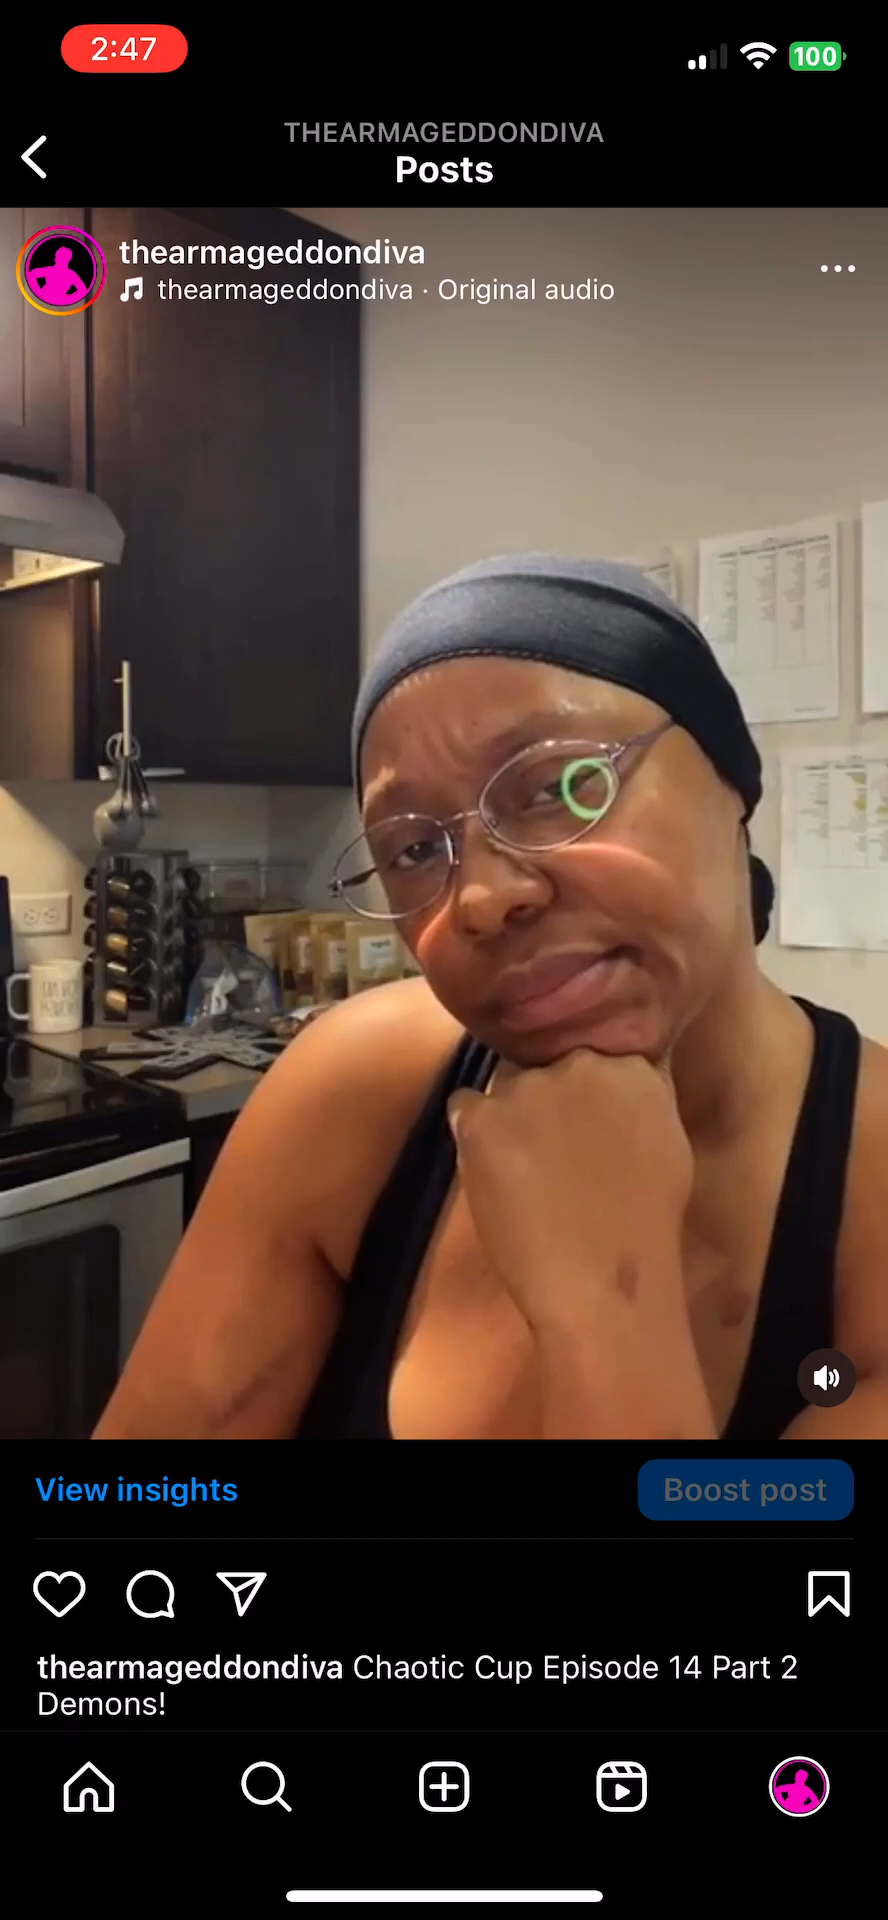 2:47
100
THEARMAGEDDONDIVA
Posts
thearmageddondiva
thearmageddondiva · Original audio
View insights
Boost post
thearmageddondiva Chaotic Cup Episode 14 Part 2
Demons!